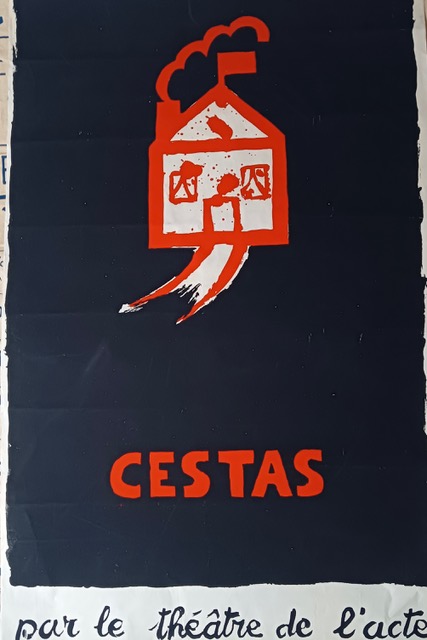 CESTAS
par le théâtre de l'acte